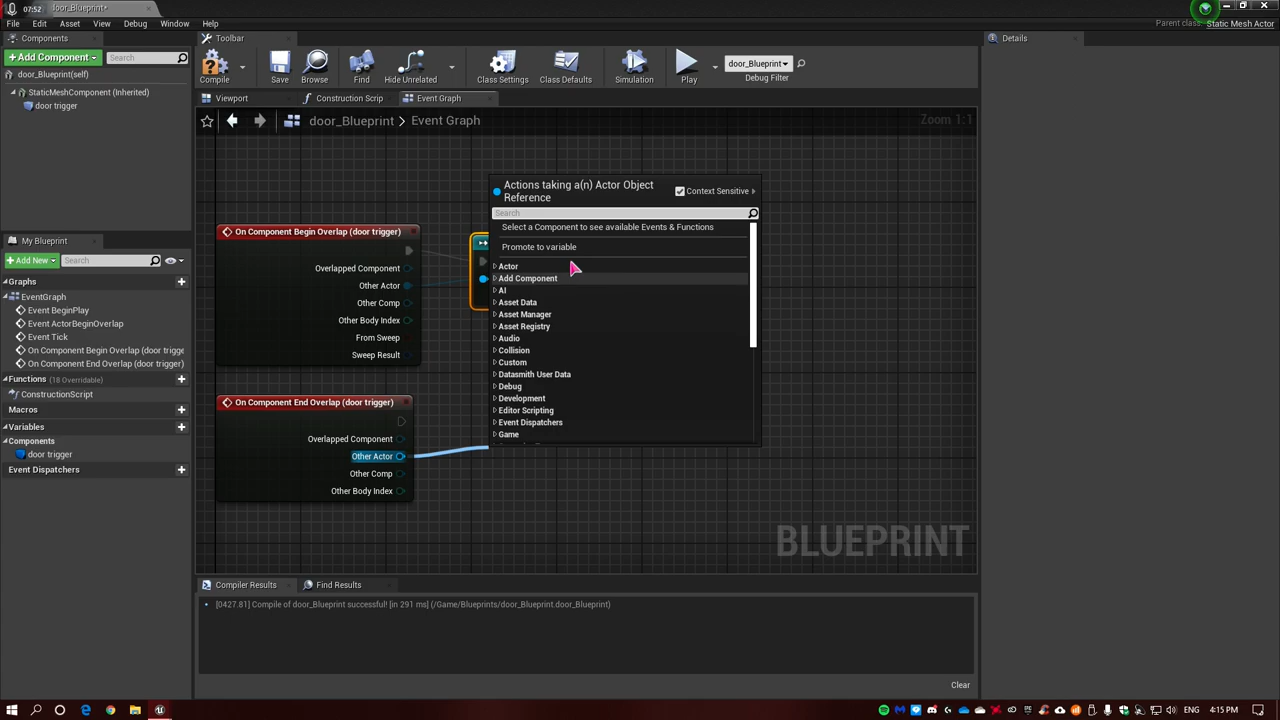 07:52
door_Blueprint*
File Edit Asset View Debug Window Help
Parent class: Static Mesh Actor
Components
Toolbar
Details
+Add Component
Search
door_Blueprint(self)
StaticMeshComponent (Inherited)
door trigger
Compile
Save
Browse
Find
Hide Unrelated
Class Settings
Class Defaults
Simulation
Play
door_Blueprint
Debug Filter
Viewport
Construction Scrip
Event Graph
door_Blueprint > Event Graph
Zoom 1:1
My Blueprint
+Add New
Search
Graphs
EventGraph
Event BeginPlay
Event ActorBeginOverlap
Event Tick
On Component Begin Overlap (door trigge
On Component End Overlap (door trigger)
Functions (18 Overridable)
ConstructionScript
Macros
Variables
Components
door trigger
Event Dispatchers
On Component Begin Overlap (door trigger)
Overlapped Component
Other Actor
Other Comp
Other Body Index
From Sweep
Sweep Result
On Component End Overlap (door trigger)
Overlapped Component
Other Actor
Other Comp
Other Body Index
Actions taking a(n) Actor Object
Reference
Context Sensitive
Search
Select a Component to see available Events & Functions
Promote to variable
Actor
Add Component
AI
Asset Data
Asset Manager
Asset Registry
Audio
Collision
Custom
Datasmith User Data
Debug
Development
Editor Scripting
Event Dispatchers
Game
BLUEPRINT
Compiler Results
Find Results
[0427.81] Compile of door_Blueprint successful! [in 291 ms] (/Game/Blueprints/door_Blueprint.door_Blueprint)
Clear
ENG
4:15 PM